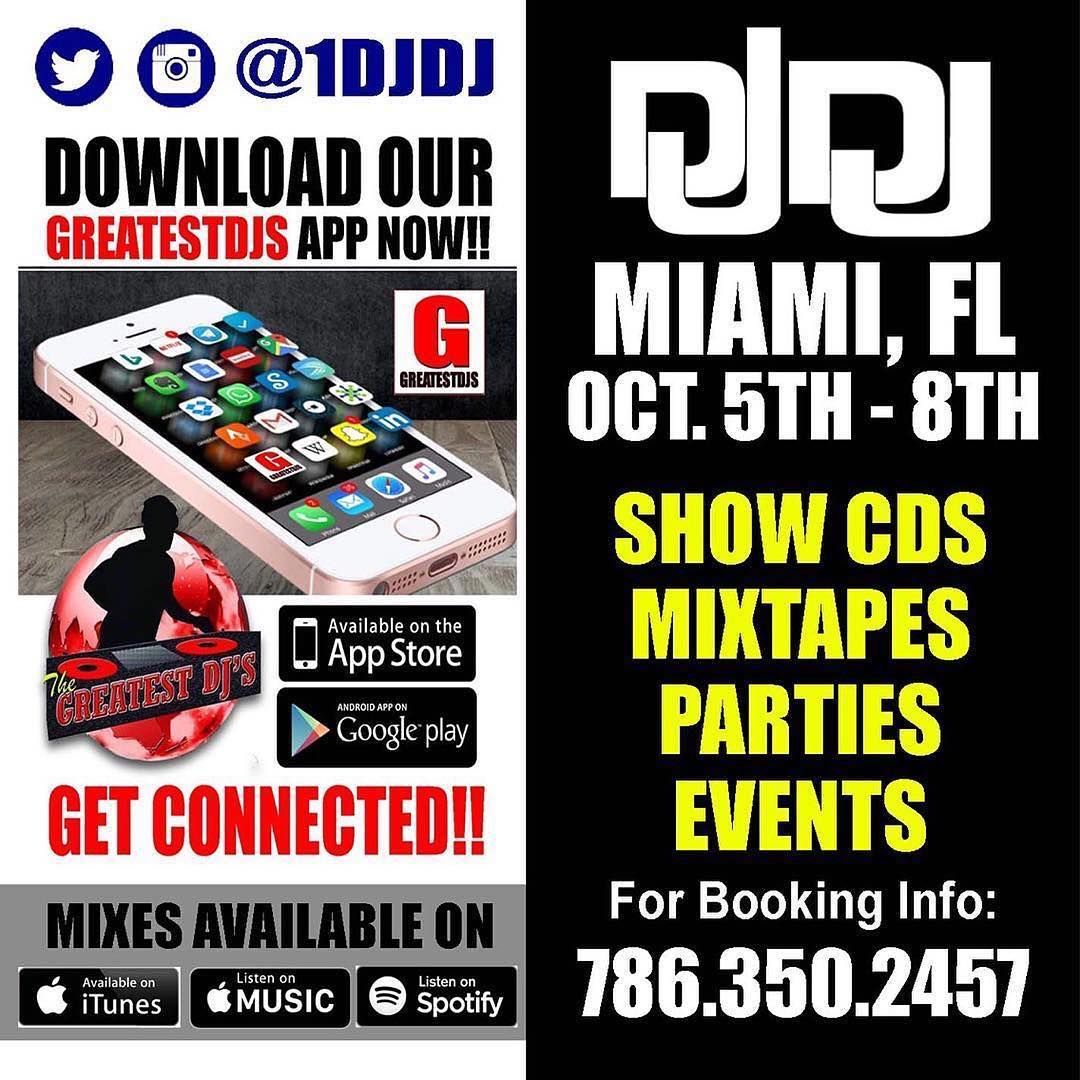 @1DJDJ
DOWNLOAD OUR
GREATESTDJS APP NOW!!
G
GREATESTDJS
G
W
in
The
GREATEST DJ'S
Available on the
App Store
ANDROID APP ON
Google play
GET CONNECTED!!
MIXES AVAILABLE ON
Available on
iTunes
Listen on
MUSIC
Listen on
Spotify
DJDJ
MIAMI, FL
OCT. 5TH - 8TH
SHOW CDS
MIXTAPES
PARTIES
EVENTS
For Booking Info:
786.350.2457